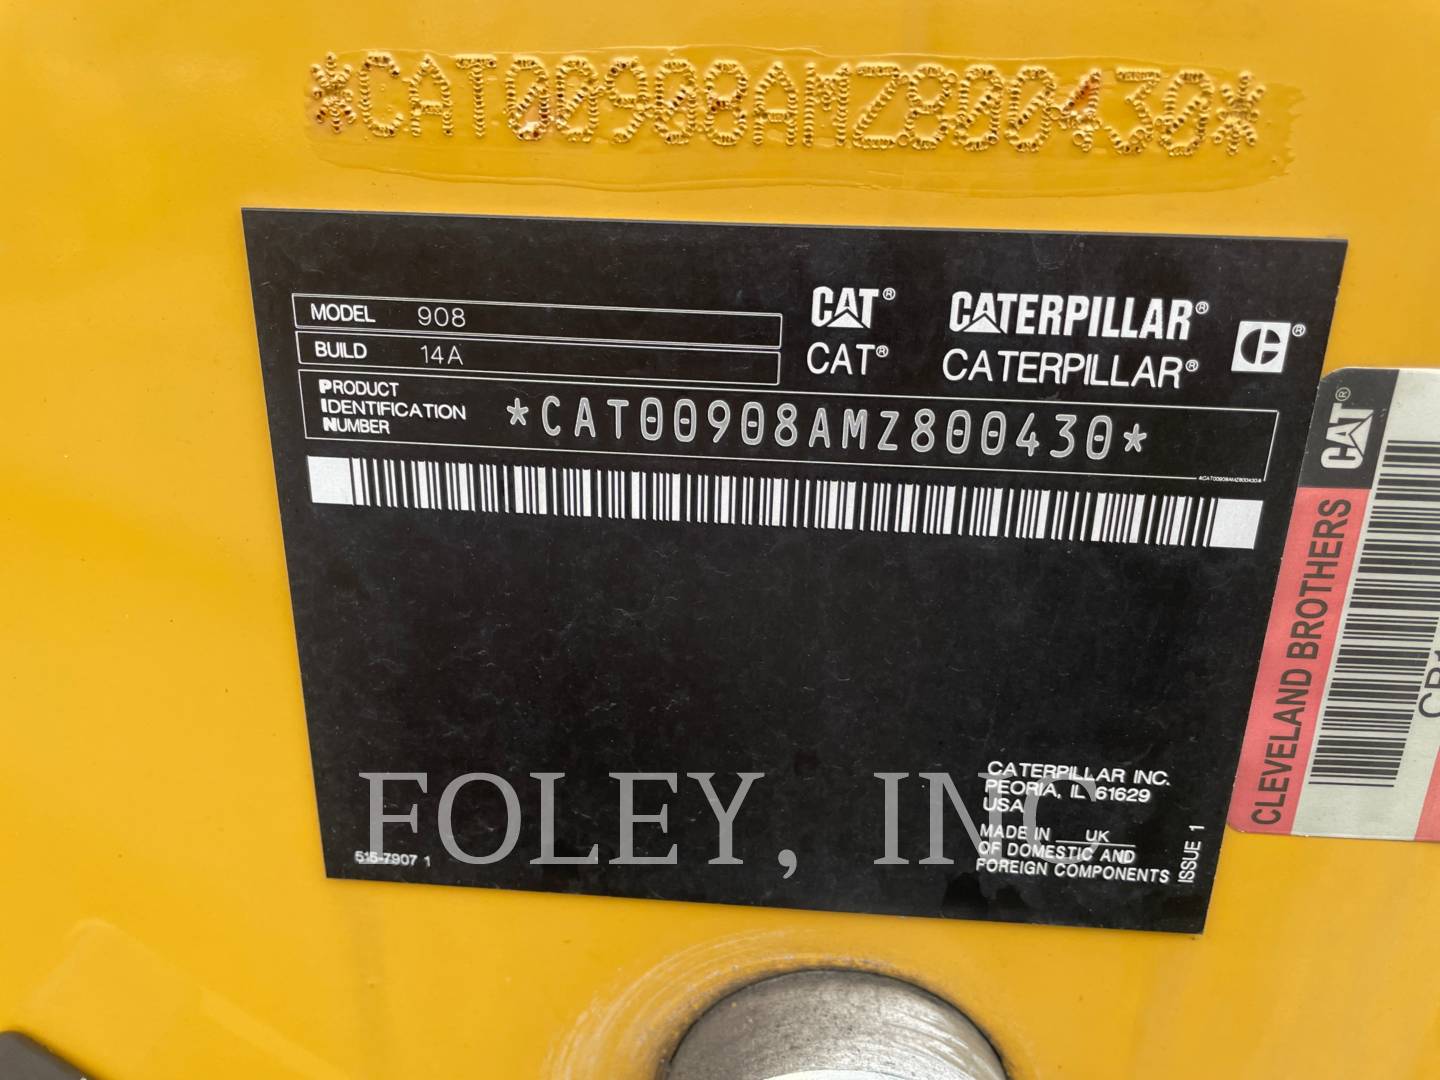 *CAT00908AMZ800430*
MODEL 908
BUILD 14A
CAT® CATERPILLAR®
CAT® CATERPILLAR®
PRODUCT
IDENTIFICATION
NUMBER
*CAT00908AMZ800430*
*CAT00908AMZ800430*
CATERPILLAR INC.
PEORIA, IL 61629
USA
MADE IN UK
OF DOMESTIC AND
FOREIGN COMPONENTS
ISSUE 1
515-7907 1
FOLEY, INC
CAT®
CLEVELAND BROTHERS